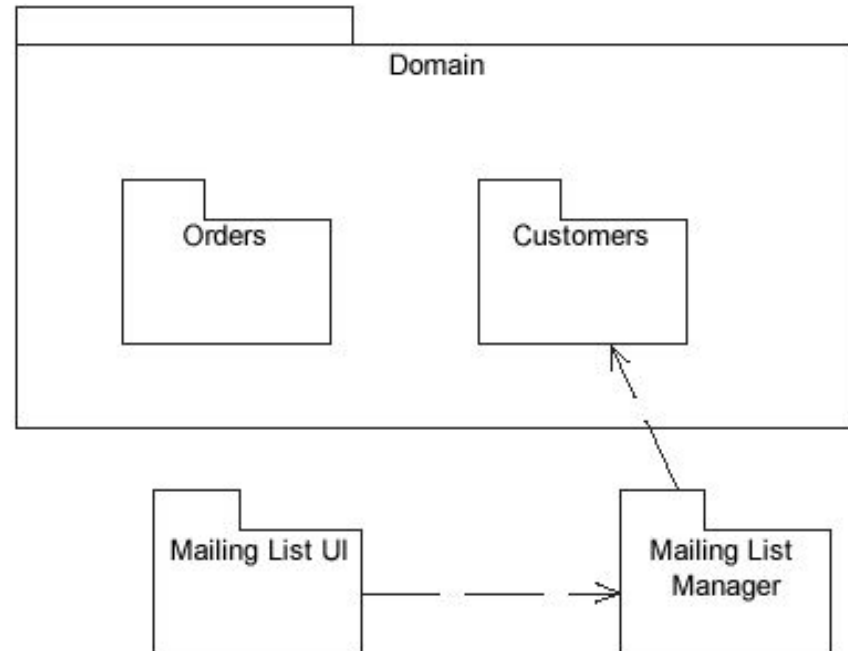 Domain
Orders
Customers
Mailing List UI
Mailing List
Manager